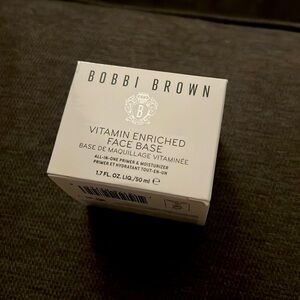 BOBBI BROWN
B
VITAMIN ENRICHED
FACE BASE
BASE DE MAQUILLAGE VITAMINÉE
ALL-IN-ONE PRIMER & MOISTURIZER
PRIMER ET HYDRATANT TOUT-EN-UN
1.7 FL. OZ. LIQ./50 ml ℮